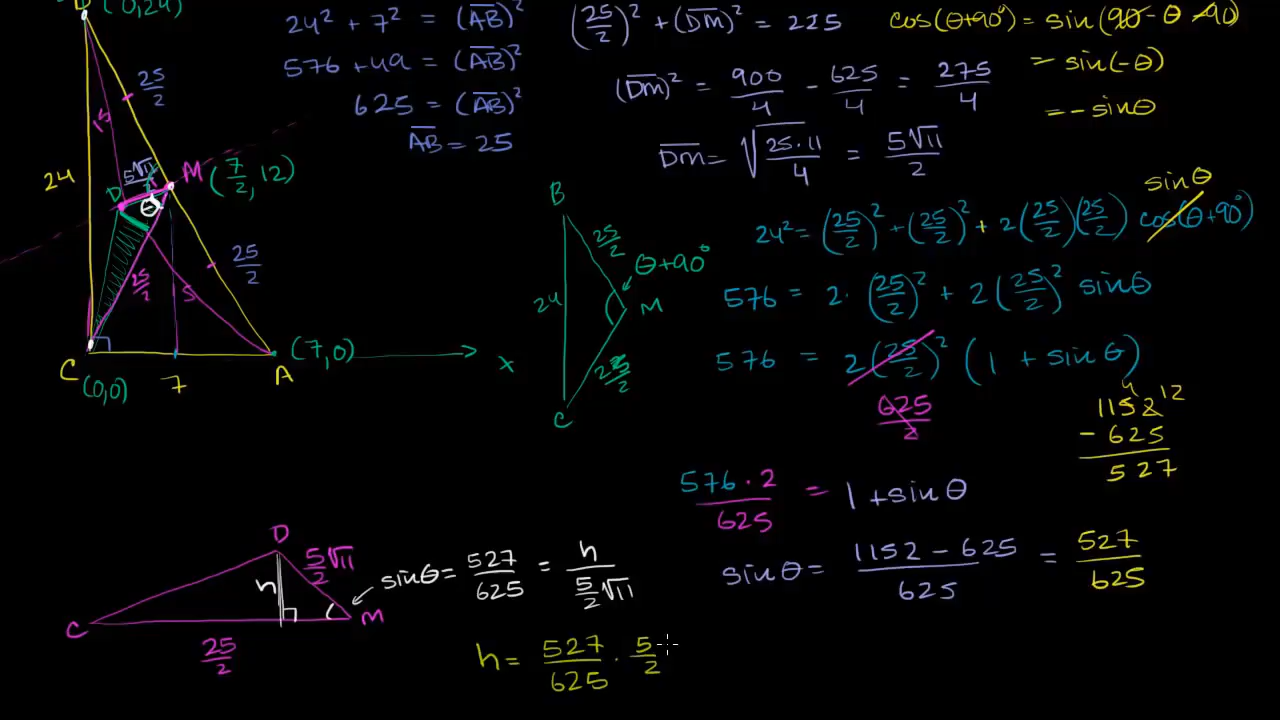 (0,24)
25/2
15
24
5√11/2
M (7/2, 12)
D
θ
25/2
25/2
5
C
(0,0)
7
A
(7,0)
x
24² + 7² = (AB)²
576 + 49 = (AB)²
625 = (AB)²
AB = 25
(25/2)² + (DM)² = 225
(DM)² = 900/4 - 625/4 = 275/4
DM = √(25·11/4) = 5√11/2
cos(θ+90°) = sin(90 - θ - 90)
= sin(-θ)
= -sinθ
B
25/2
θ+90°
24
M
25/2
C
sinθ
24² = (25/2)² + (25/2)² + 2(25/2)(25/2) cos(θ+90°)
576 = 2·(25/2)² + 2(25/2)² sinθ
576 = 2(25/2)² (1 + sinθ)
625/2
4 12
1152
- 625
527
576·2/625 = 1 + sinθ
sinθ = 1152 - 625/625 = 527/625
D
5/2√11
h
C
M
25/2
sinθ = 527/625 = h/5/2√11
h = 527/625 · 5/2